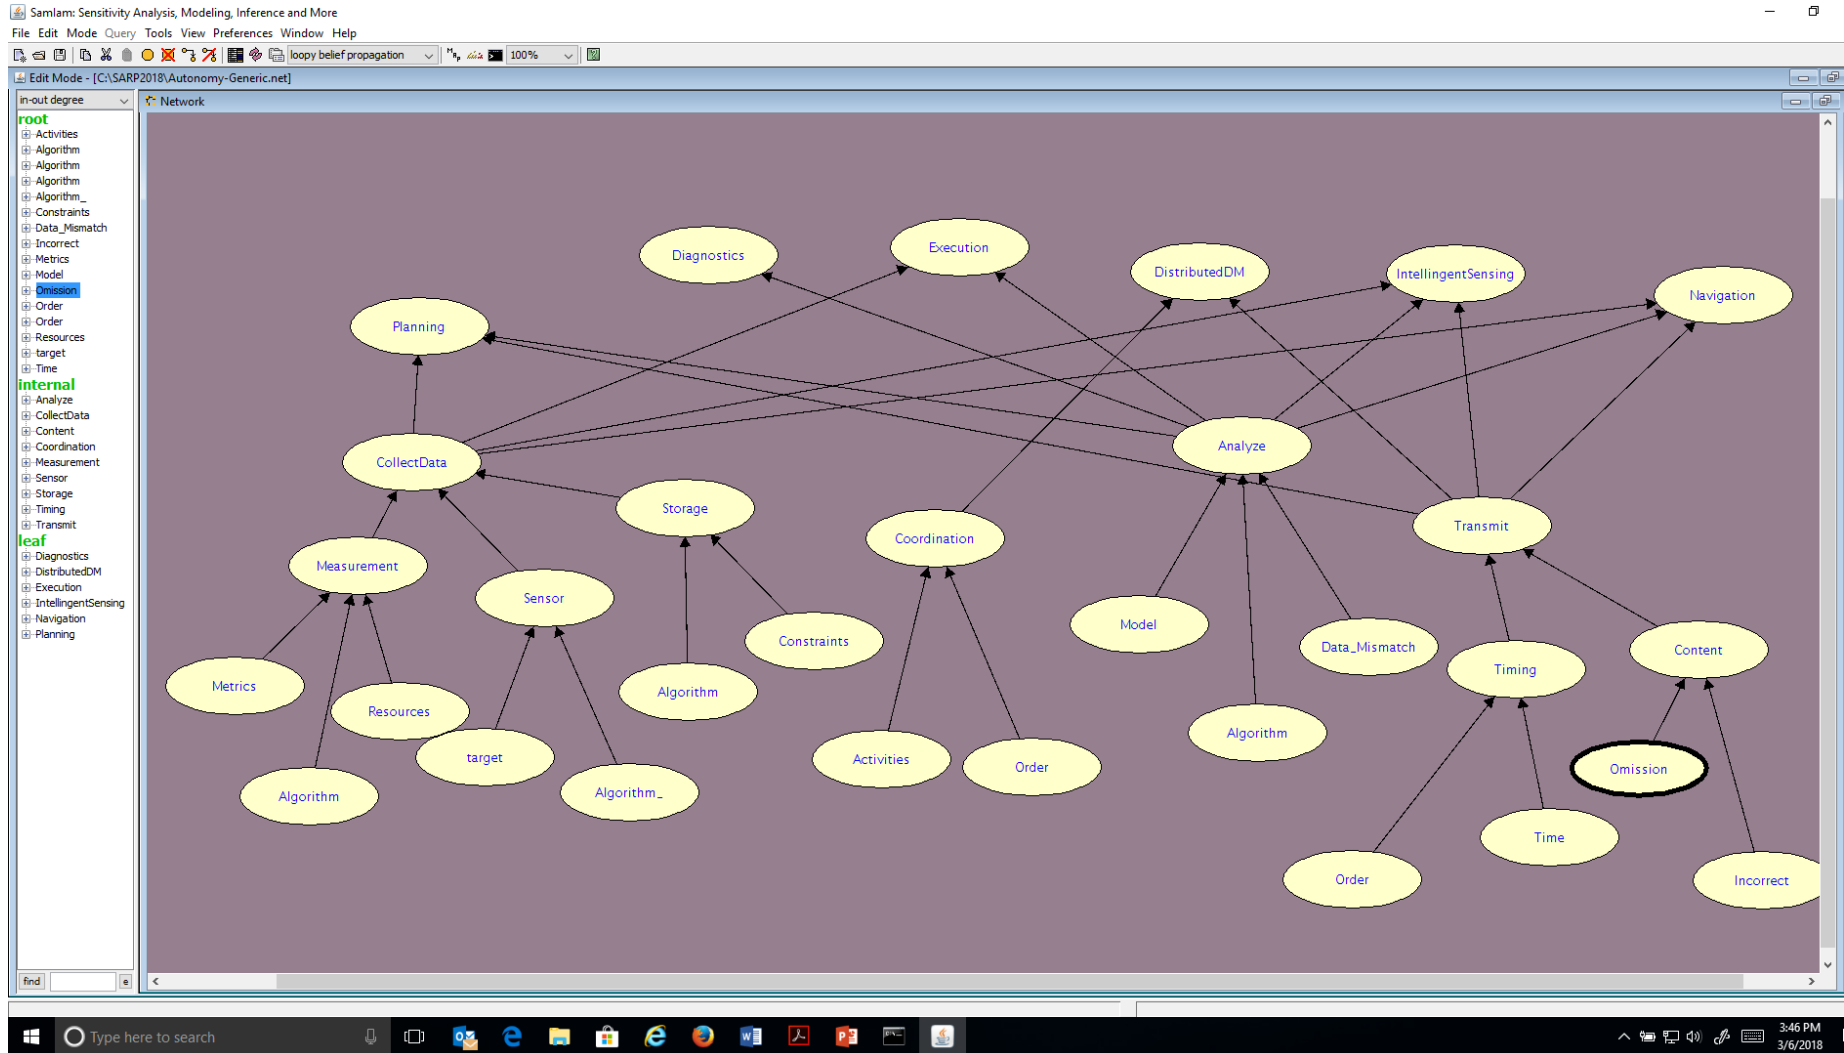 SamIam: Sensitivity Analysis, Modeling, Inference and More
File Edit Mode Query Tools View Preferences Window Help
loopy belief propagation
100%
Edit Mode - [C:\SARP2018\Autonomy-Generic.net]
in-out degree
Network
root
Activities
Algorithm
Algorithm
Algorithm
Algorithm_
Constraints
Data_Mismatch
Incorrect
Metrics
Model
Omission
Order
Order
Resources
target
Time
internal
Analyze
CollectData
Content
Coordination
Measurement
Sensor
Storage
Timing
Transmit
leaf
Diagnostics
DistributedDM
Execution
IntellingentSensing
Navigation
Planning
find
e
Execution
Diagnostics
DistributedDM
IntellingentSensing
Navigation
Planning
Analyze
CollectData
Storage
Transmit
Coordination
Measurement
Sensor
Model
Constraints
Data_Mismatch
Content
Timing
Metrics
Algorithm
Resources
Algorithm
target
Activities
Order
Omission
Algorithm_
Algorithm
Time
Order
Incorrect
Type here to search
3:46 PM
3/6/2018